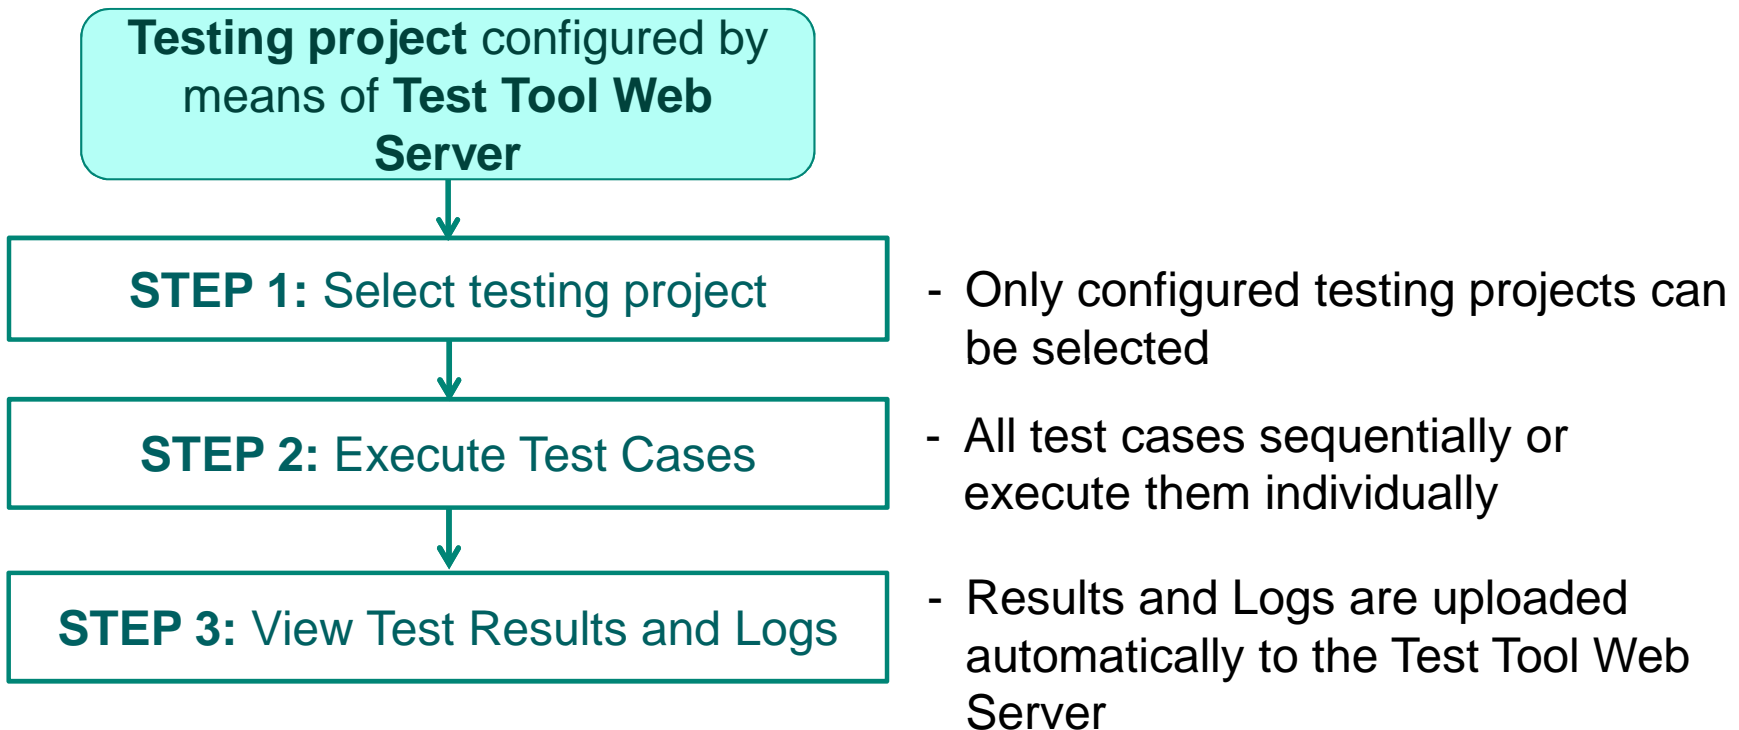 Testing project configured by
means of Test Tool Web
Server
STEP 1: Select testing project
- Only configured testing projects can
be selected
STEP 2: Execute Test Cases
- All test cases sequentially or
execute them individually
STEP 3: View Test Results and Logs
- Results and Logs are uploaded
automatically to the Test Tool Web
Server